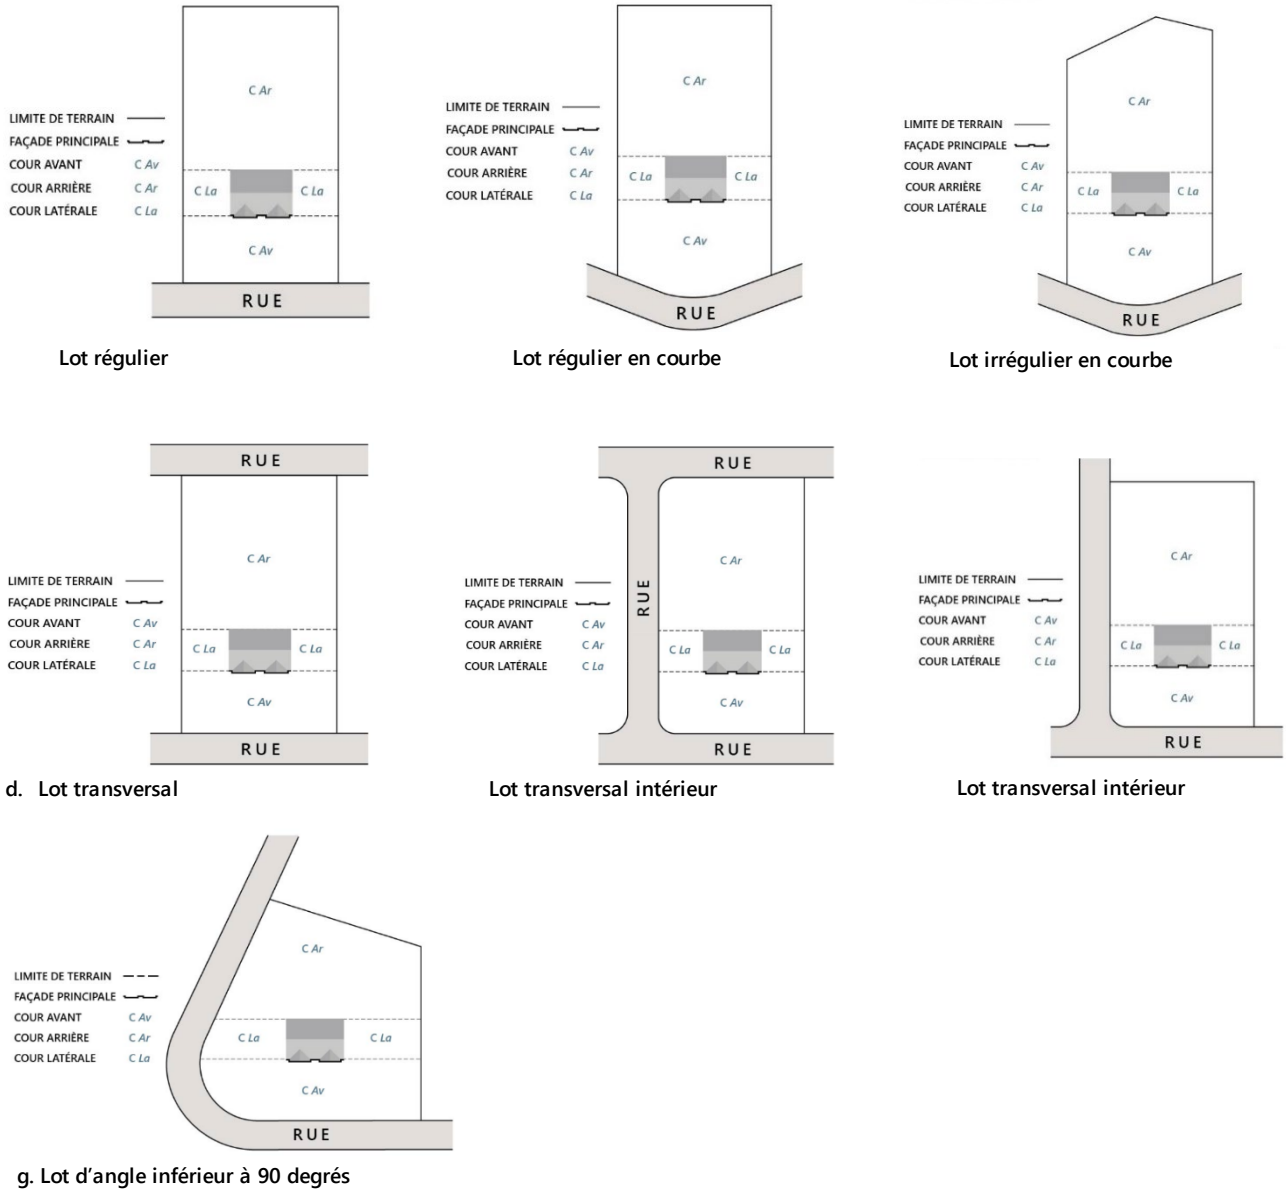 C Ar
LIMITE DE TERRAIN
FAÇADE PRINCIPALE
COUR AVANT C Av
COUR ARRIÈRE C Ar
COUR LATÉRALE C La
C La C La
C Av
RUE
Lot régulier
C Ar
LIMITE DE TERRAIN
FAÇADE PRINCIPALE
COUR AVANT C Av
COUR ARRIÈRE C Ar
COUR LATÉRALE C La
C La C La
C Av
RUE
Lot régulier en courbe
C Ar
LIMITE DE TERRAIN
FAÇADE PRINCIPALE
COUR AVANT C Av
COUR ARRIÈRE C Ar
COUR LATÉRALE C La
C La C La
C Av
RUE
Lot irrégulier en courbe
RUE
C Ar
LIMITE DE TERRAIN
FAÇADE PRINCIPALE
COUR AVANT C Av
COUR ARRIÈRE C Ar
COUR LATÉRALE C La
C La C La
C Av
RUE
d. Lot transversal
RUE
C Ar
LIMITE DE TERRAIN
FAÇADE PRINCIPALE
COUR AVANT C Av
COUR ARRIÈRE C Ar
COUR LATÉRALE C La
RUE
C La C La
C Av
RUE
Lot transversal intérieur
C Ar
LIMITE DE TERRAIN
FAÇADE PRINCIPALE
COUR AVANT C Av
COUR ARRIÈRE C Ar
COUR LATÉRALE C La
C La C La
C Av
RUE
Lot transversal intérieur
C Ar
LIMITE DE TERRAIN
FAÇADE PRINCIPALE
COUR AVANT C Av
COUR ARRIÈRE C Ar
COUR LATÉRALE C La
C La C La
C Av
RUE
g. Lot d'angle inférieur à 90 degrés